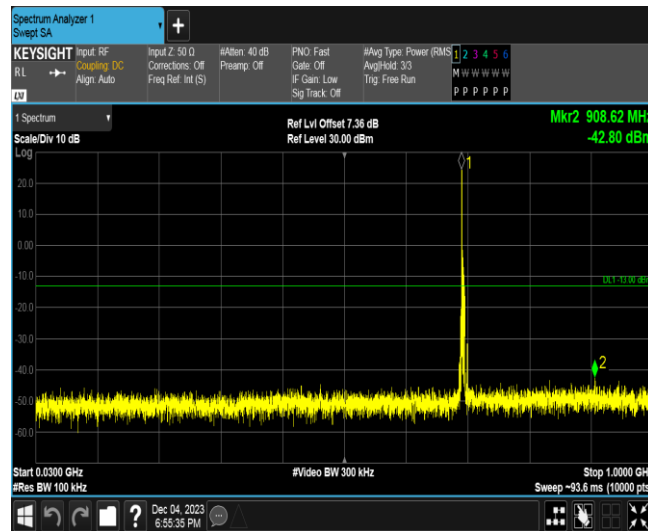 Spectrum Analyzer 1
Swept SA
+
KEYSIGHT
RL
LXI
Input: RF
Coupling: DC
Align: Auto
Input Z: 50 Ω
Corrections: Off
Freq Ref: Int (S)
#Atten: 40 dB
Preamp: Off
PNO: Fast
Gate: Off
IF Gain: Low
Sig Track: Off
#Avg Type: Power (RMS
Avg|Hold: 3/3
Trig: Free Run
1 2 3 4 5 6
M W W W W W
P P P P P P
1 Spectrum
Scale/Div 10 dB
Log
Ref Lvl Offset 7.36 dB
Ref Level 30.00 dBm
Mkr2 908.62 MHz
-42.80 dBm
1
20.0
10.0
0.00
-10.0
DL1 -13.00 dBm
-20.0
-30.0
-40.0
2
-50.0
-60.0
Start 0.0300 GHz
#Res BW 100 kHz
#Video BW 300 kHz
Stop 1.0000 GHz
Sweep ~93.6 ms (10000 pts
?
Dec 04, 2023
6:55:35 PM